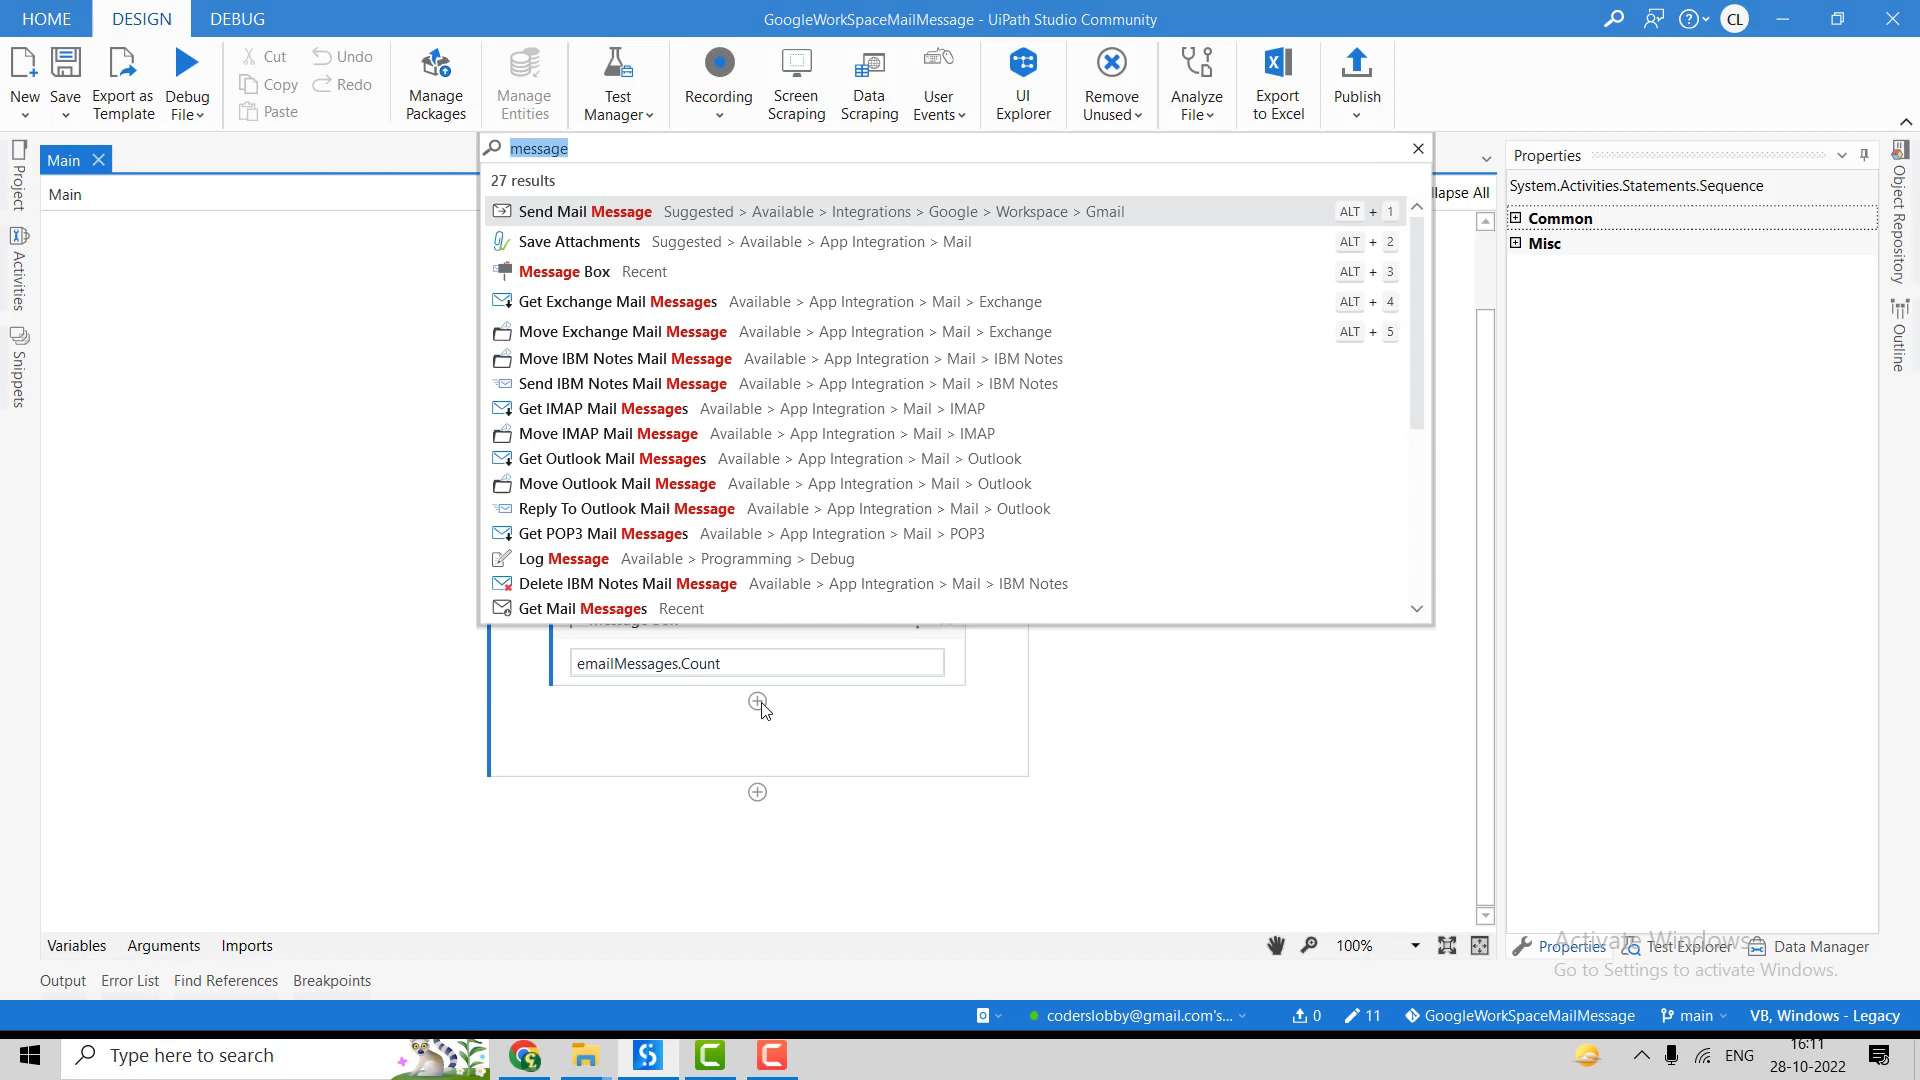 HOME DESIGN DEBUG
GoogleWorkSpaceMailMessage - UiPath Studio Community
CL
New
Save
Export as Template
Debug File
Cut
Copy
Paste
Undo
Redo
Manage Packages
Manage Entities
Test Manager
Recording
Screen Scraping
Data Scraping
User Events
UI Explorer
Remove Unused
Analyze File
Export to Excel
Publish
Project
Activities
Snippets
Main
Main
message
27 results
Send Mail Message Suggested > Available > Integrations > Google > Workspace > Gmail ALT + 1
Save Attachments Suggested > Available > App Integration > Mail ALT + 2
Message Box Recent ALT + 3
Get Exchange Mail Messages Available > App Integration > Mail > Exchange ALT + 4
Move Exchange Mail Message Available > App Integration > Mail > Exchange ALT + 5
Move IBM Notes Mail Message Available > App Integration > Mail > IBM Notes
Send IBM Notes Mail Message Available > App Integration > Mail > IBM Notes
Get IMAP Mail Messages Available > App Integration > Mail > IMAP
Move IMAP Mail Message Available > App Integration > Mail > IMAP
Get Outlook Mail Messages Available > App Integration > Mail > Outlook
Move Outlook Mail Message Available > App Integration > Mail > Outlook
Reply To Outlook Mail Message Available > App Integration > Mail > Outlook
Get POP3 Mail Messages Available > App Integration > Mail > POP3
Log Message Available > Programming > Debug
Delete IBM Notes Mail Message Available > App Integration > Mail > IBM Notes
Get Mail Messages Recent
llapse All
emailMessages.Count
Properties
System.Activities.Statements.Sequence
Common
Misc
Object Repository
Outline
Variables Arguments Imports
100%
Properties Test Explorer Data Manager
Activate Windows
Go to Settings to activate Windows.
Output Error List Find References Breakpoints
coderslobby@gmail.com's... 0 11 GoogleWorkSpaceMailMessage main VB, Windows - Legacy
Type here to search
ENG
16:11
28-10-2022